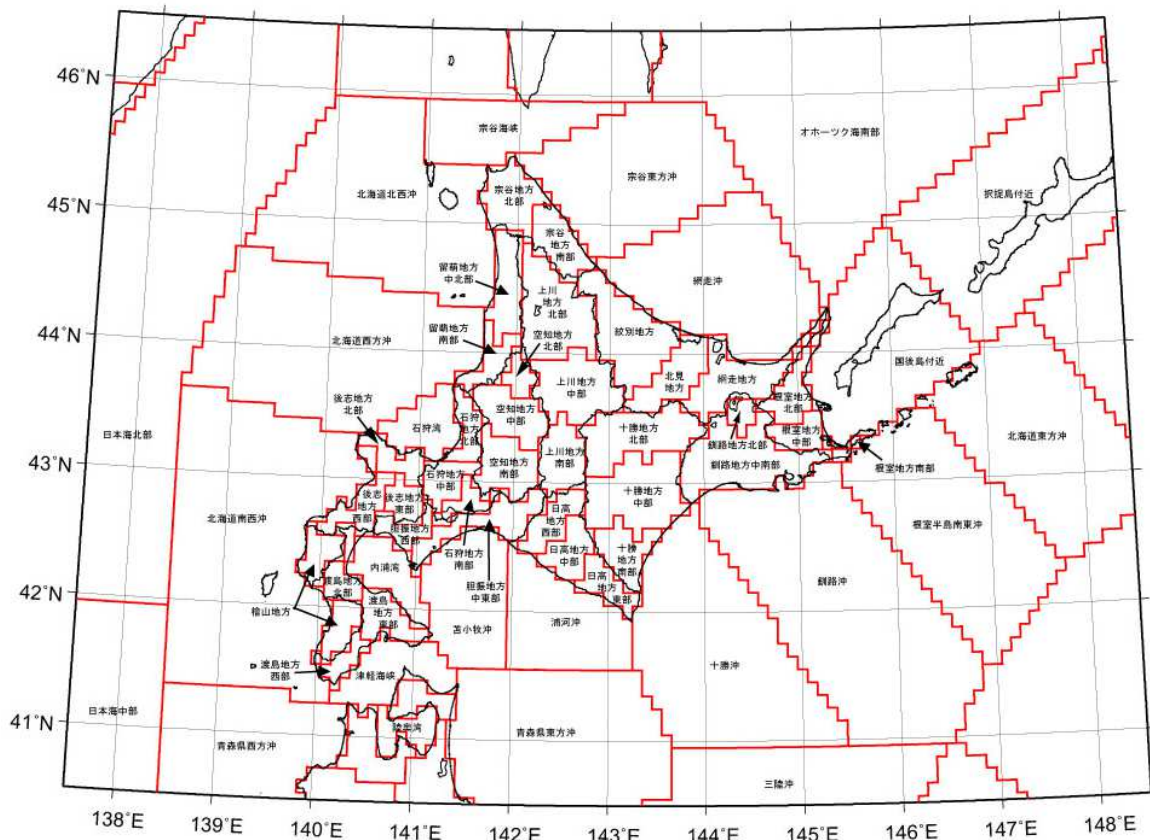 46°N
45°N
44°N
43°N
42°N
41°N
宗谷海峡
オホーツク海南部
宗谷東方沖
北海道北西沖
宗谷地方
北部
択捉島付近
宗谷
地方
南部
留萌地方
中北部
上川
地方
北部
網走沖
北海道西方沖
留萌地方
南部
空知地方
北部
紋別地方
国後島付近
上川地方
中部
北見
地方
網走地方
後志地方
北部
根室地方
北部
日本海北部
石狩湾
石狩
地方
北部
空知地方
中部
十勝地方
北部
根室地方
中部
北海道東方沖
釧路地方北部
空知地方
南部
上川地方
南部
釧路地方中南部
根室地方南部
石狩地方
中部
十勝地方
中部
後志
地方
西部
後志地方
東部
北海道南西沖
胆振地方
西部
日高
地方
西部
根室半島南東沖
石狩地方
南部
日高地方
中部
十勝
地方
南部
内浦湾
渡島地方
北部
胆振地方
中東部
日高
地方
東部
釧路沖
檜山地方
渡島
地方
東部
苫小牧沖
浦河沖
渡島地方
西部
津軽海峡
十勝沖
日本海中部
青森県西方沖
陸奥湾
青森県東方沖
三陸沖
138°E
139°E
140°E
141°E
142°E
143°E
144°E
145°E
146°E
147°E
148°E